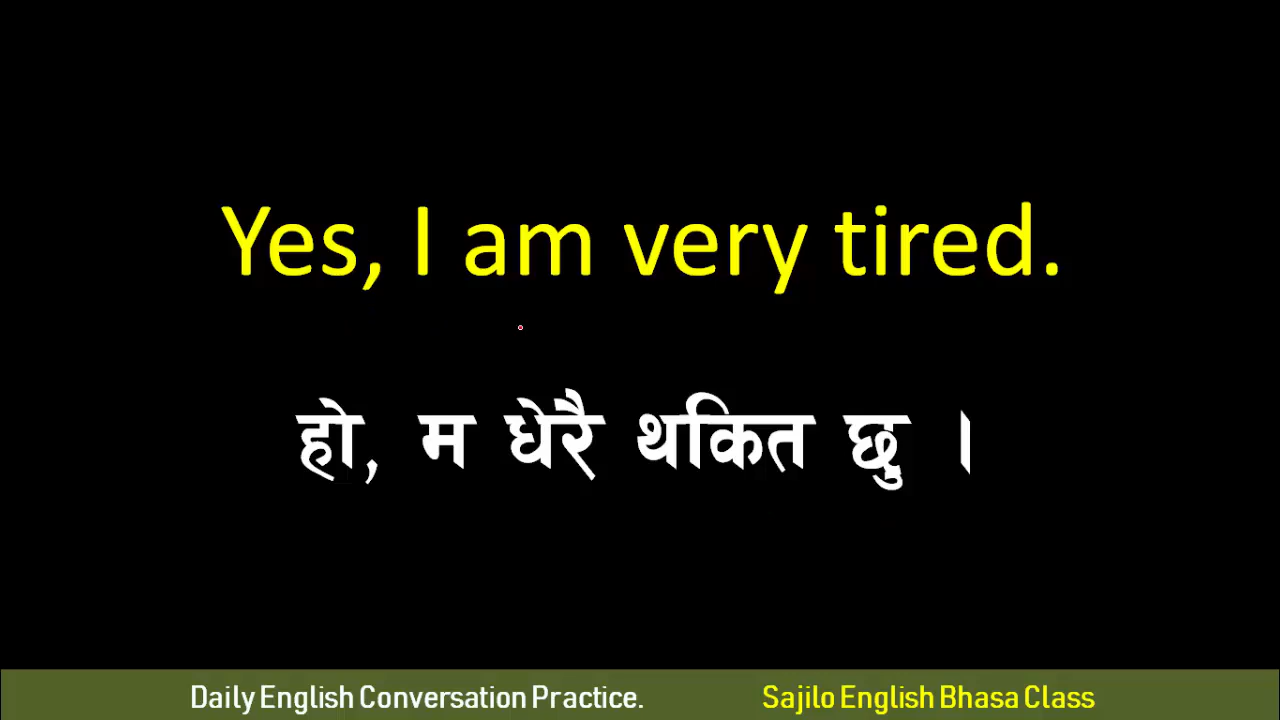 Yes, I am very tired.
हो, म धेरै थकित छु ।
Daily English Conversation Practice. Sajilo English Bhasa Class